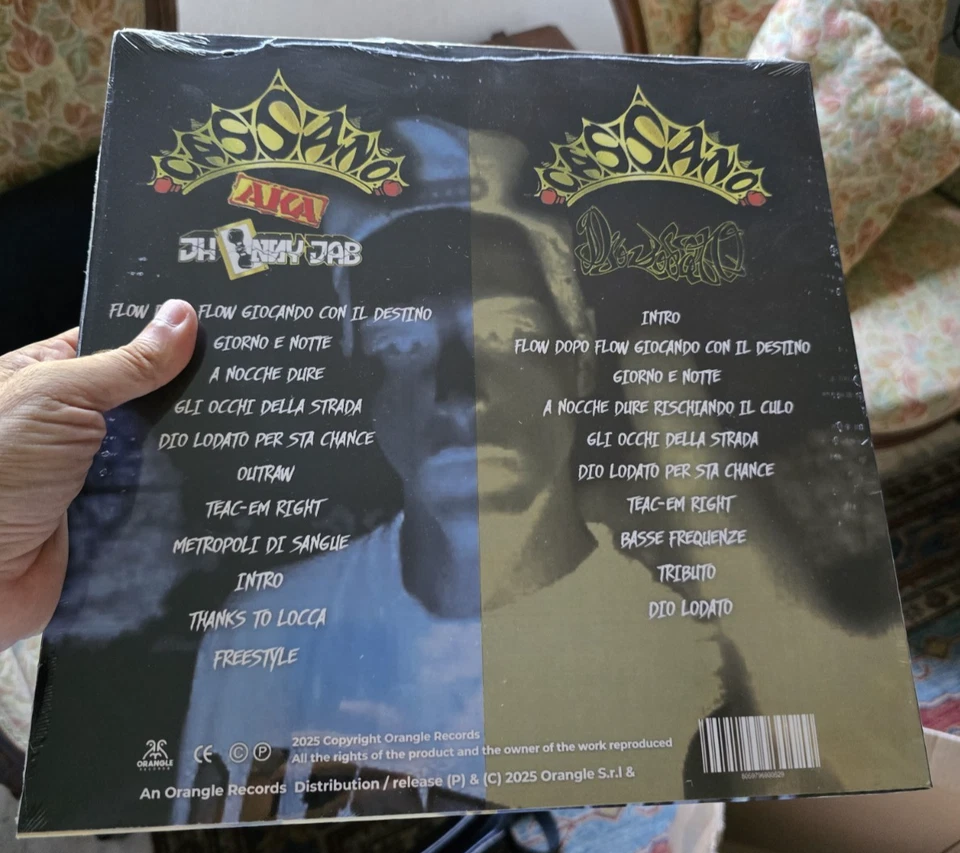 CASSANO
AKA
JHONNY JAB
FLOW FLOW GIOCANDO CON IL DESTINO
GIORNO E NOTTE
A NOCCHE DURE
GLI OCCHI DELLA STRADA
DIO LODATO PER STA CHANCE
OUTRAW
TEAC-EM RIGHT
METROPOLI DI SANGUE
INTRO
THANKS TO LOCCA
FREESTYLE
CASSANO
INTRO
FLOW DOPO FLOW GIOCANDO CON IL DESTINO
GIORNO E NOTTE
A NOCCHE DURE RISCHIANDO IL CULO
GLI OCCHI DELLA STRADA
DIO LODATO PER STA CHANCE
TEAC-EM RIGHT
BASSE FREQUENZE
TRIBUTO
DIO LODATO
ORANGLE
RECORDS
CE © ℗
2025 Copyright Orangle Records
All the rights of the product and the owner of the work reproduced
An Orangle Records Distribution / release (P) & (C) 2025 Orangle S.r.l &